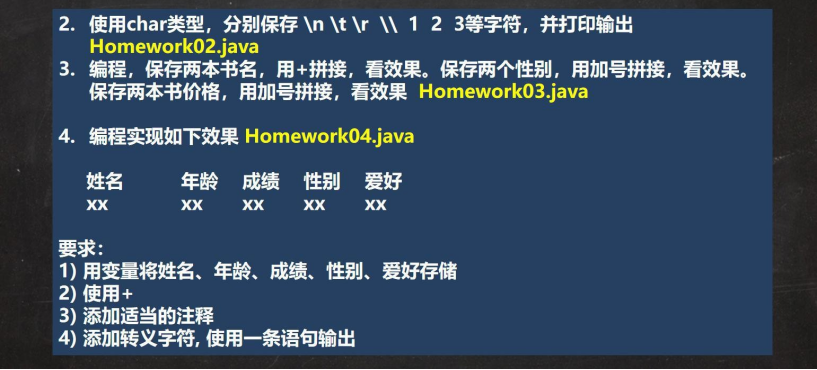 2. 使用char类型，分别保存 \n \t \r \\ 1 2 3等字符，并打印输出
Homework02.java
3. 编程，保存两本书名，用+拼接，看效果。保存两个性别，用加号拼接，看效果。
保存两本书价格，用加号拼接，看效果 Homework03.java
4. 编程实现如下效果 Homework04.java
姓名 年龄 成绩 性别 爱好
xx xx xx xx xx
要求：
1) 用变量将姓名、年龄、成绩、性别、爱好存储
2) 使用+
3) 添加适当的注释
4) 添加转义字符, 使用一条语句输出